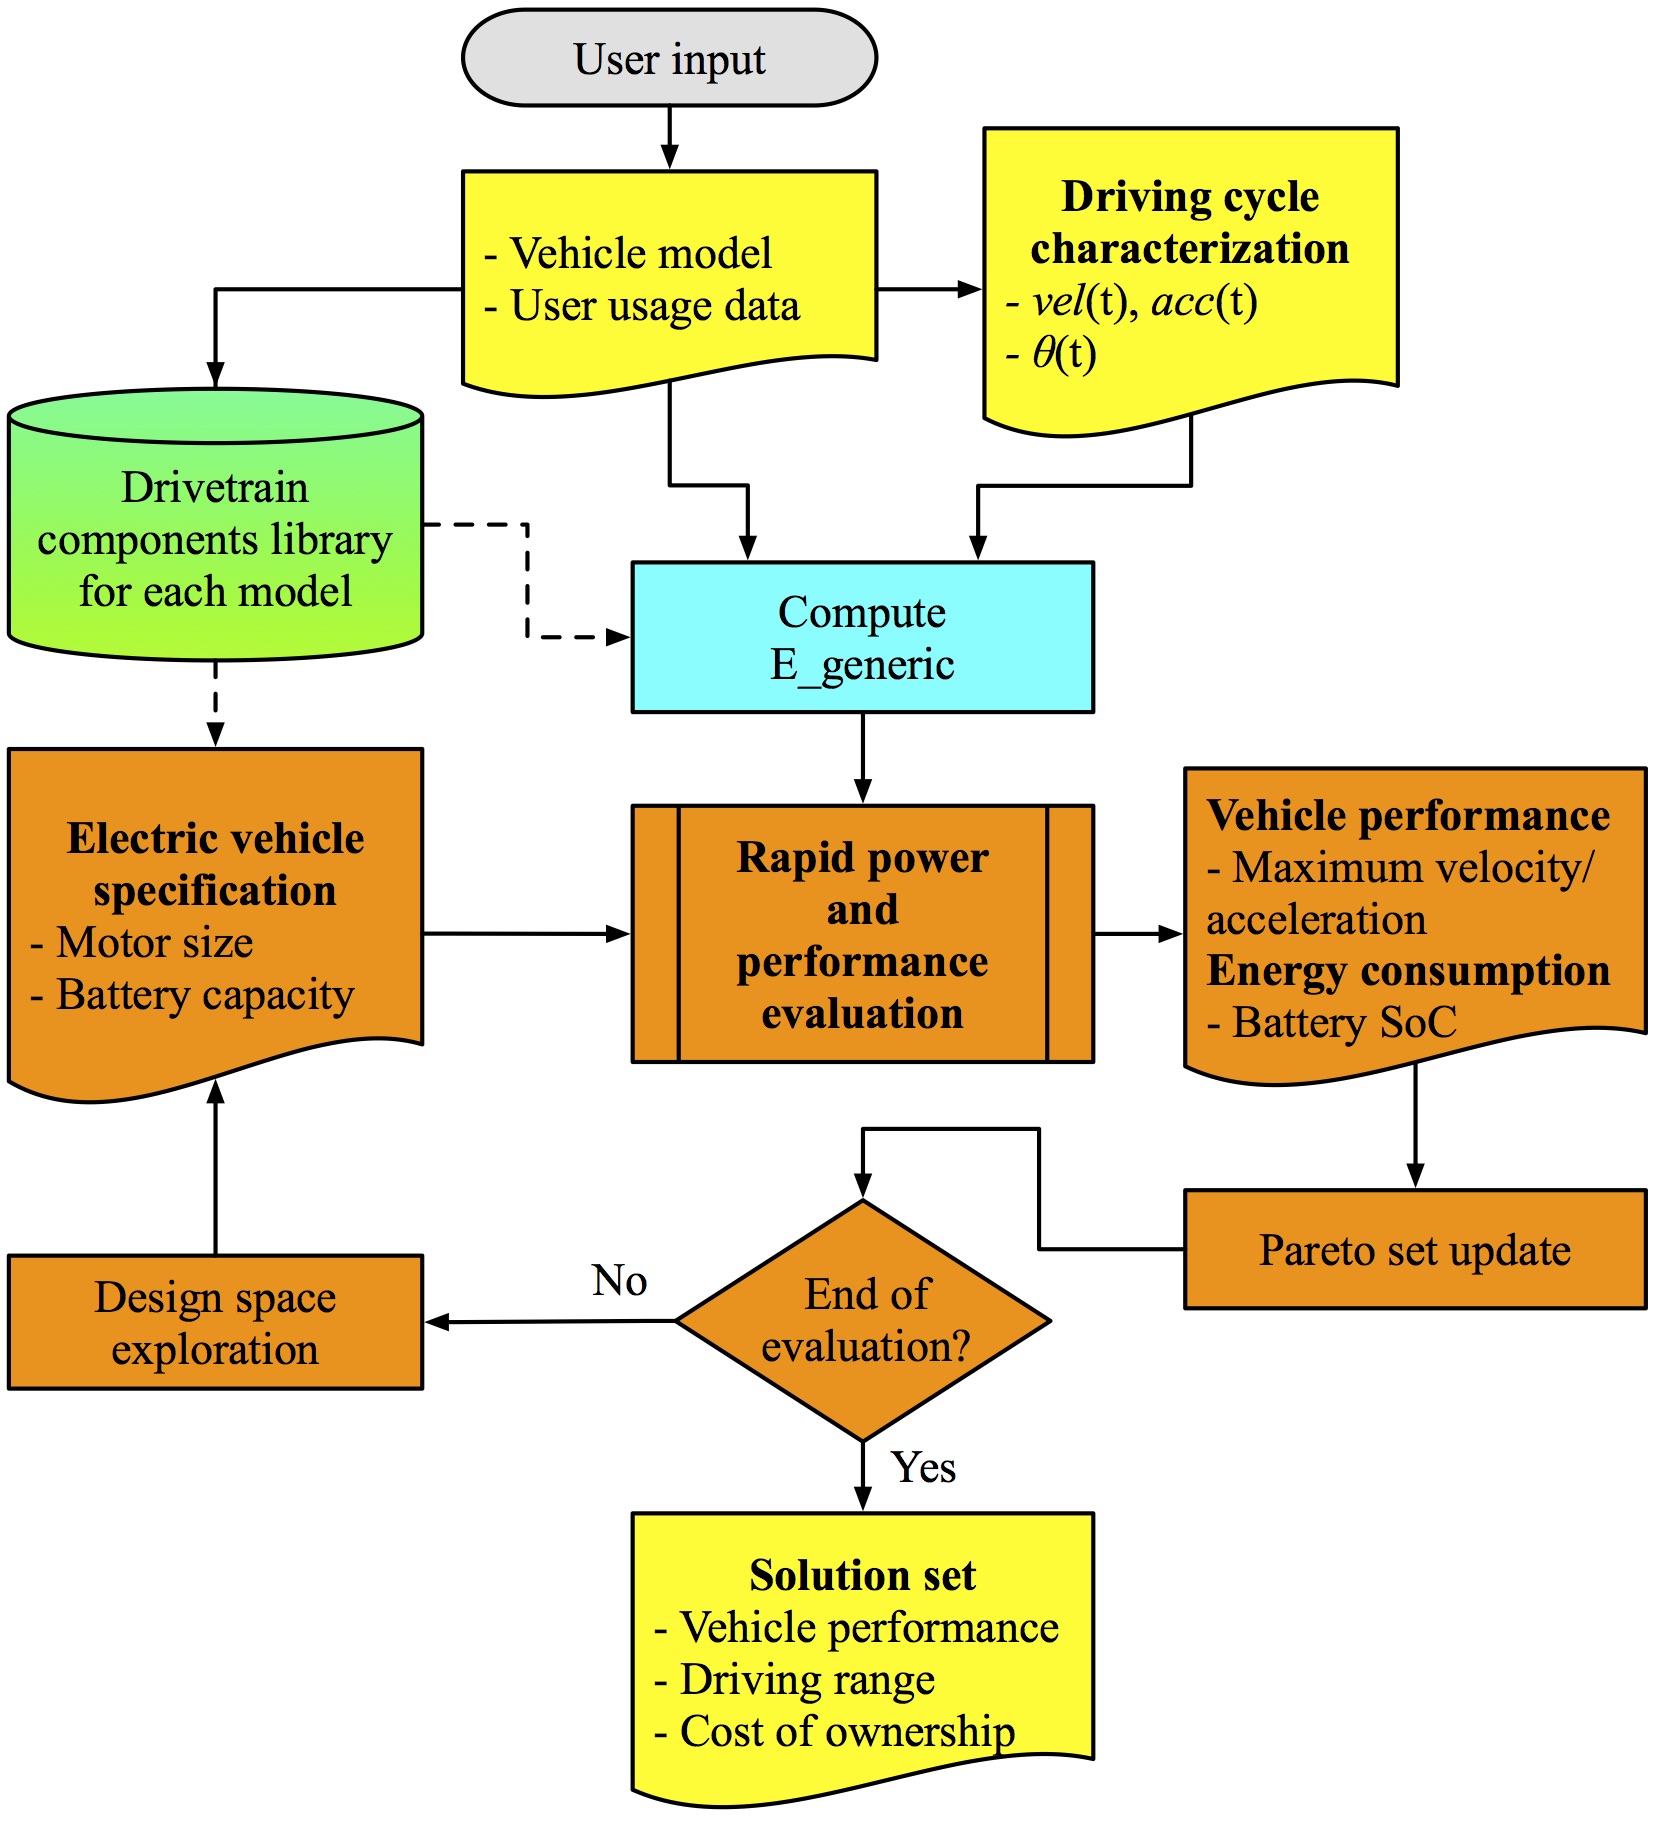 User input
- Vehicle model
- User usage data
Driving cycle
characterization
- vel(t), acc(t)
- θ(t)
Drivetrain
components library
for each model
Compute
E_generic
Electric vehicle
specification
- Motor size
- Battery capacity
Rapid power
and
performance
evaluation
Vehicle performance
- Maximum velocity/
acceleration
Energy consumption
- Battery SoC
Pareto set update
End of
evaluation?
No
Design space
exploration
Yes
Solution set
- Vehicle performance
- Driving range
- Cost of ownership